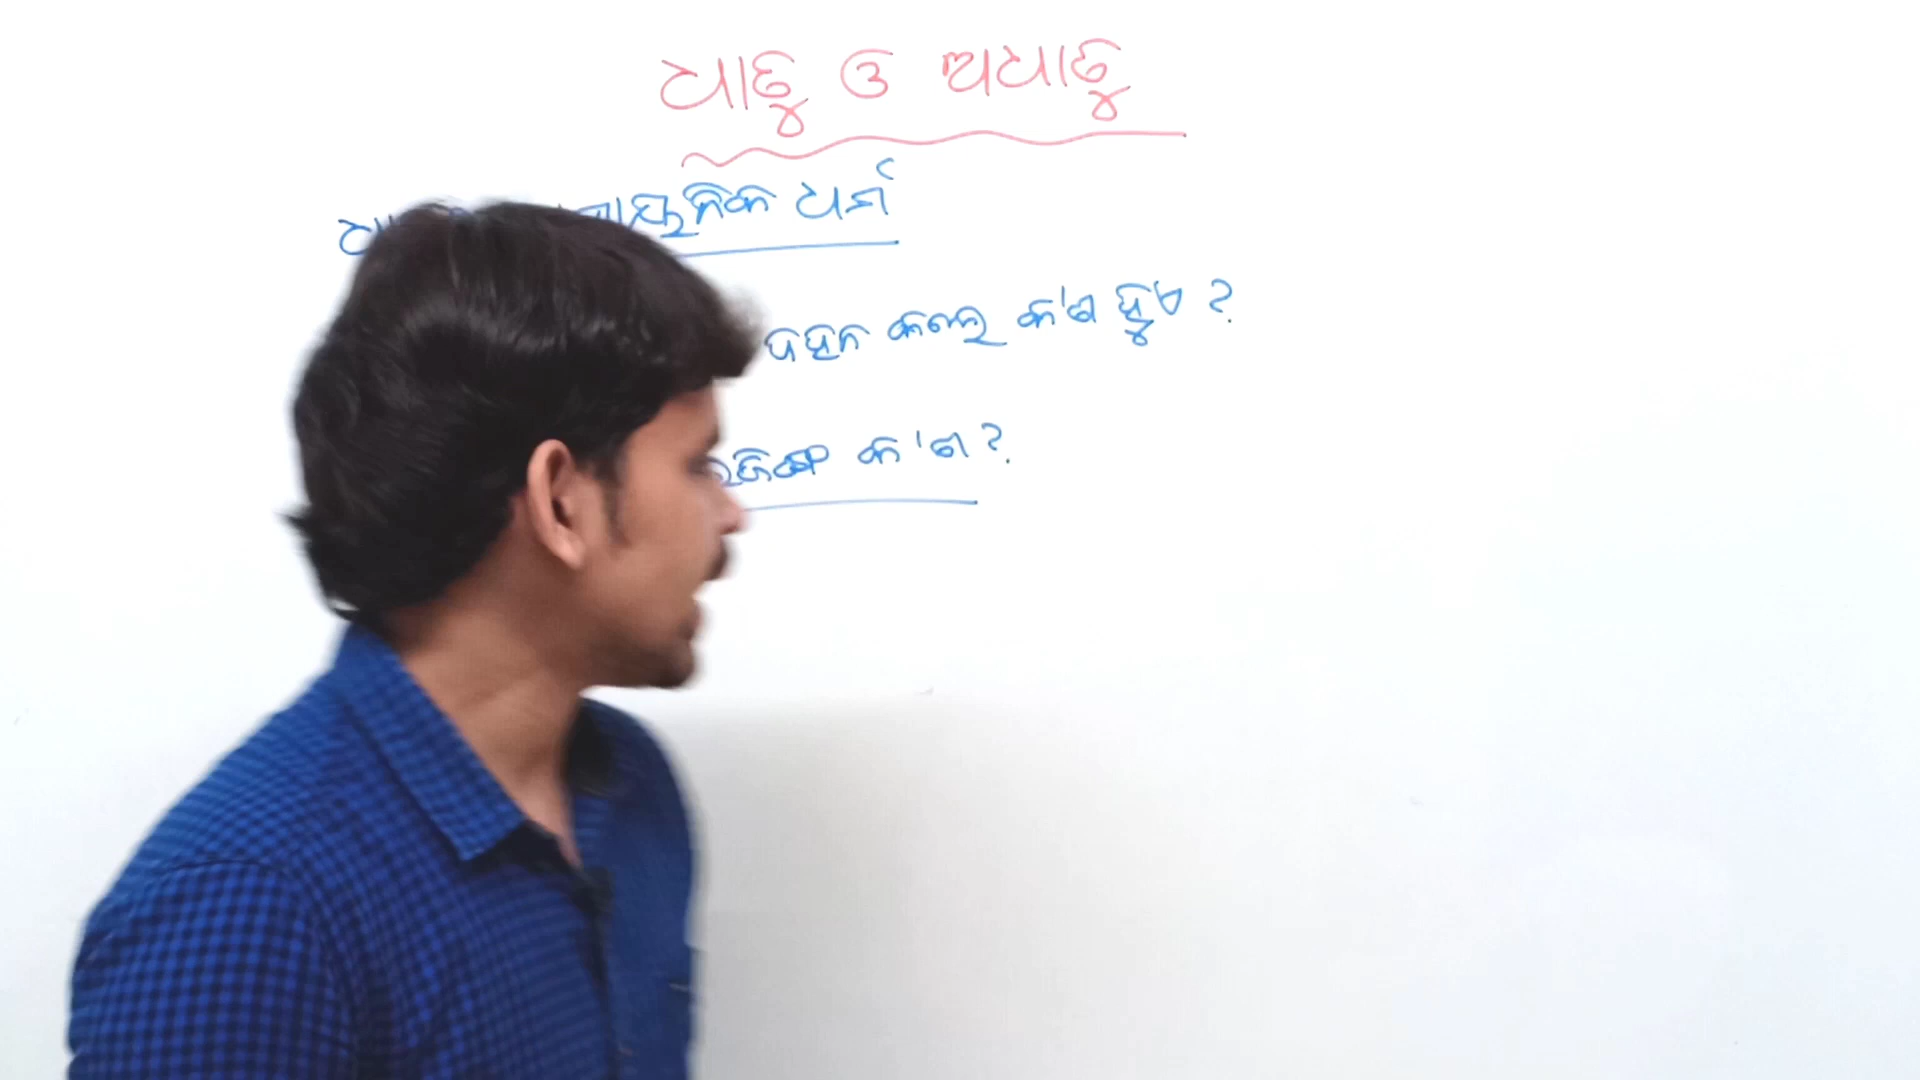 ଧାତୁ ଓ ଅଧାତୁ
ଧର୍ମ
ଦହନ କଲେ କ'ଣ ହୁଏ ?
କ'ଣ ?